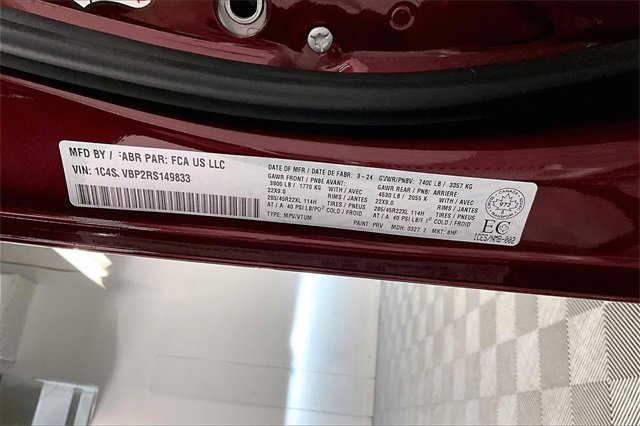 MFD BY / FABR PAR: FCA US LLC
VIN: 1C4S VBP2RS149833
DATE OF MFR / DATE DE FABR: 3-24 GVWR/PNBV: 7400 LB / 3357 KG
GAWR FRONT / PNBE AVANT: WITH / AVEC GAWR REAR / PNBE ARRIERE: WITH / AVEC
3900 LB / 1770 KG RIMS / JANTES 4530 LB / 2055 K RIMS / JANTES
22X9.0 TIRES / PNEUS 22X9.0 TIRES / PNEUS
285/45R22XL 114H COLD / FROID 285/45R22XL 114H COLD / FROID
AT / A 40 PSI LB/PO² AT / A 40 PSI LB/
TYPE: MPV/VTUM PAINT: PRV MDH: 0327 MKT: BHF
CANADA
972
EC
ICES/NMB-002